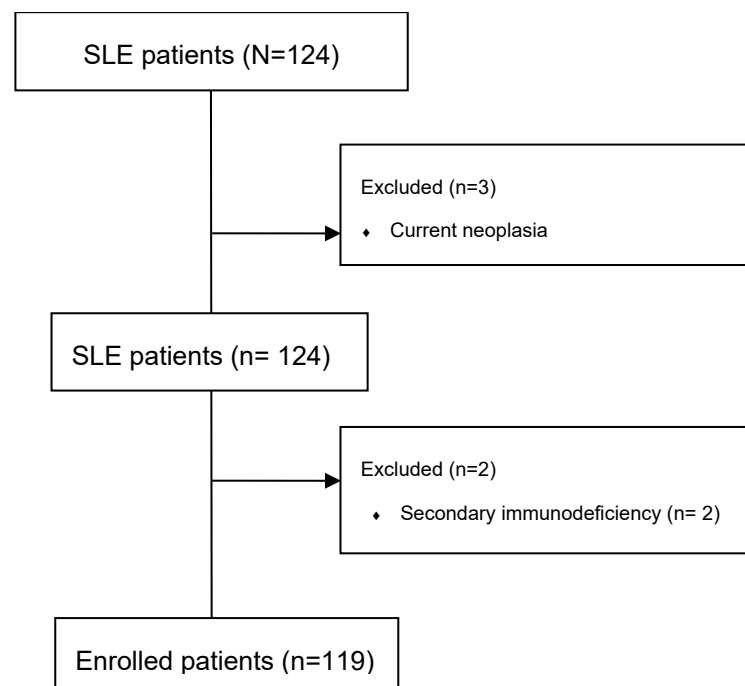 SLE patients (N=124)
Excluded (n=3)
⬧ Current neoplasia
SLE patients (n= 124)
Excluded (n=2)
⬧ Secondary immunodeficiency (n= 2)
Enrolled patients (n=119)